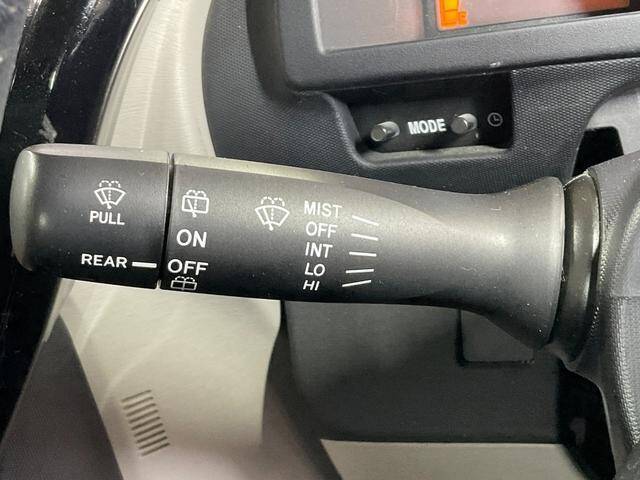 MODE
PULL
REAR
ON
OFF
MIST
OFF
INT
LO
HI